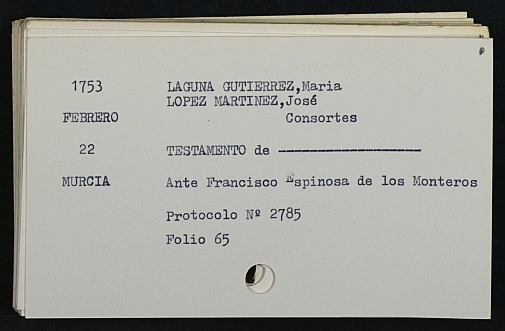 1753 LAGUNA GUTIERREZ,Maria
LOPEZ MARTINEZ,José
FEBRERO Consortes
22 TESTAMENTO de ------------------
MURCIA Ante Francisco Espinosa de los Monteros
Protocolo Nº 2785
Folio 65